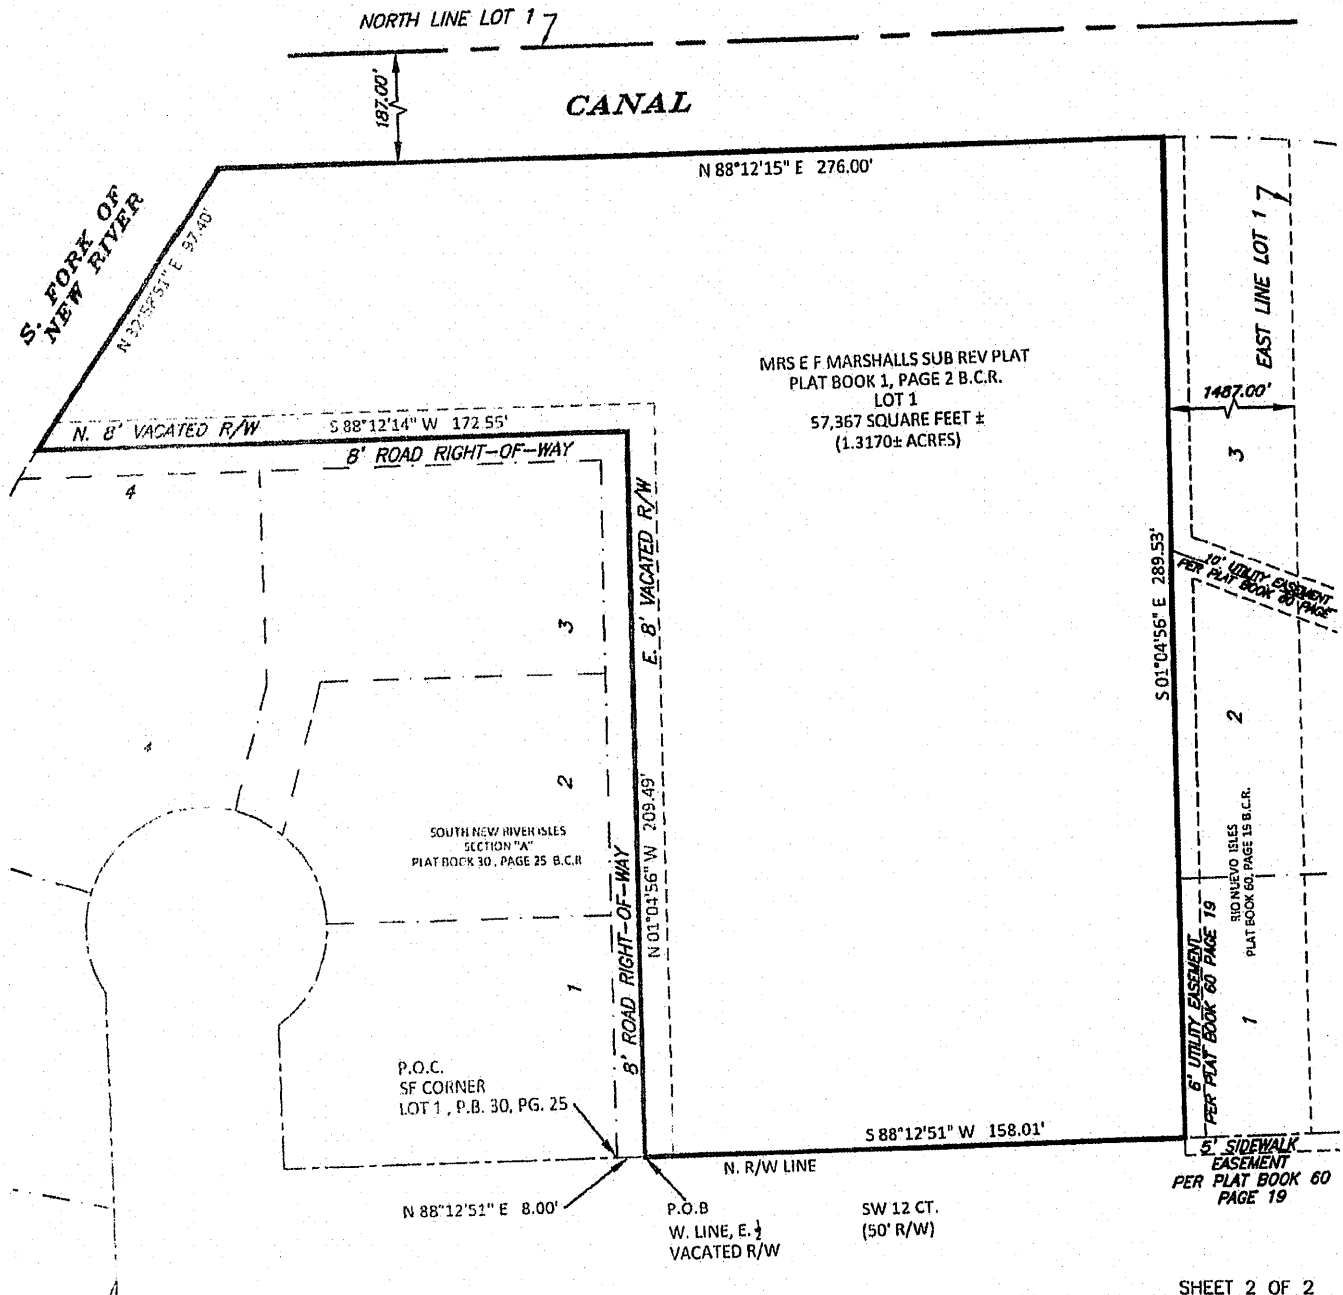 NORTH LINE LOT 1
187.00'
CANAL
N 88°12'15" E 276.00'
S. FORK OF
NEW RIVER
N 32°58'51" E 97.40'
EAST LINE LOT 1
MRS E F MARSHALLS SUB REV PLAT
PLAT BOOK 1, PAGE 2 B.C.R.
LOT 1
57,367 SQUARE FEET ±
(1.3170± ACRES)
1487.00'
N. 8' VACATED R/W
S 88°12'14" W 172.55'
8' ROAD RIGHT-OF-WAY
4
3
E. 8' VACATED R/W
S 01°04'56" E 289.53'
10' UTILITY EASEMENT
PER PLAT BOOK 60 PAGE
3
2
4
2
SOUTH NEW RIVER ISLES
SECTION "A"
PLAT BOOK 30, PAGE 25 B.C.R
N 01°04'56" W 209.49'
8' ROAD RIGHT-OF-WAY
RIO NUEVO ISLES
PLAT BOOK 60, PAGE 15 B.C.R.
6' UTILITY EASEMENT
PER PLAT BOOK 60 PAGE 19
1
1
P.O.C.
SE CORNER
LOT 1, P.B. 30, PG. 25
S 88°12'51" W 158.01'
N. R/W LINE
5' SIDEWALK
EASEMENT
PER PLAT BOOK 60
PAGE 19
N 88°12'51" E 8.00'
P.O.B
W. LINE, E. ½
VACATED R/W
SW 12 CT.
(50' R/W)
SHEET 2 OF 2